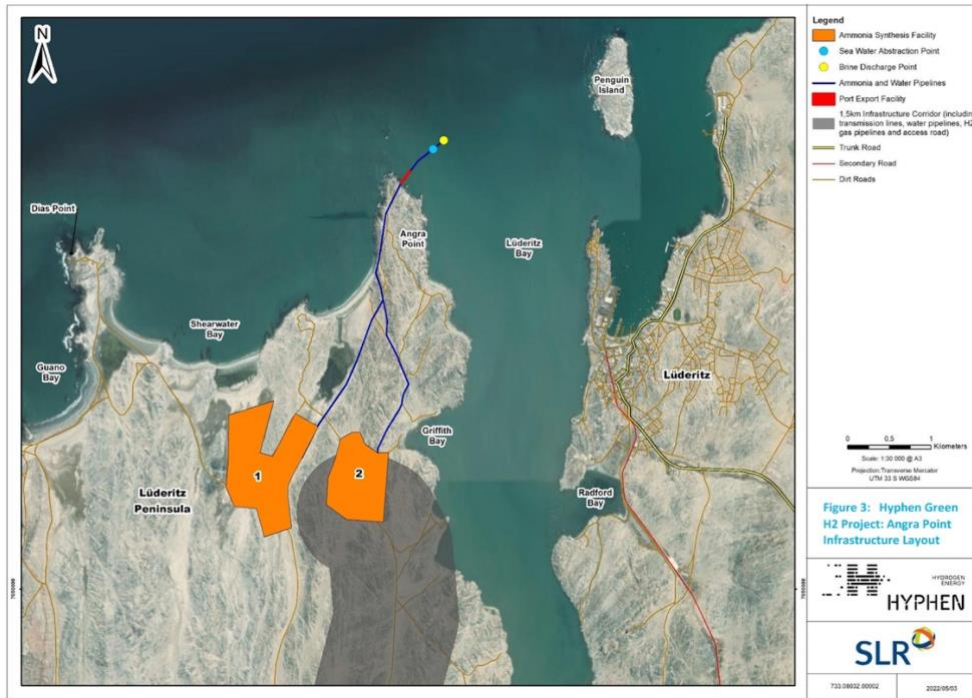 N
Penguin
Island
Dias Point
Angra
Point
Lüderitz
Bay
Shearwater
Bay
Guano
Bay
Lüderitz
Griffith
Bay
1
2
Lüderitz
Peninsula
Radford
Bay
Legend
Ammonia Synthesis Facility
Sea Water Abstraction Point
Brine Discharge Point
Ammonia and Water Pipelines
Port Export Facility
1,5km Infrastructure Corridor (includin
transmission lines, water pipelines, H2
gas pipelines and access road)
Trunk Road
Secondary Road
Dirt Roads
0 0,5 1
Kilometers
Scale: 1:30 000 @ A3
Projection:Transverse Mercator
UTM 33 S WGS84
Figure 3: Hyphen Green
H2 Project: Angra Point
Infrastructure Layout
HYDROGEN
ENERGY
HYPHEN
SLR
733.08032.00002
2022/05/03